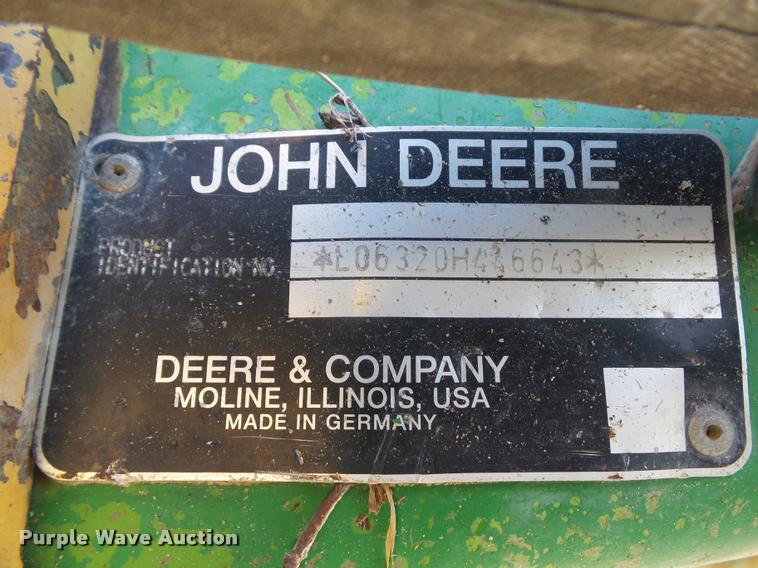 JOHN DEERE
PRODUCT
IDENTIFICATION NO
*L06320H446643*
DEERE & COMPANY
MOLINE, ILLINOIS, USA
MADE IN GERMANY
Purple Wave Auction